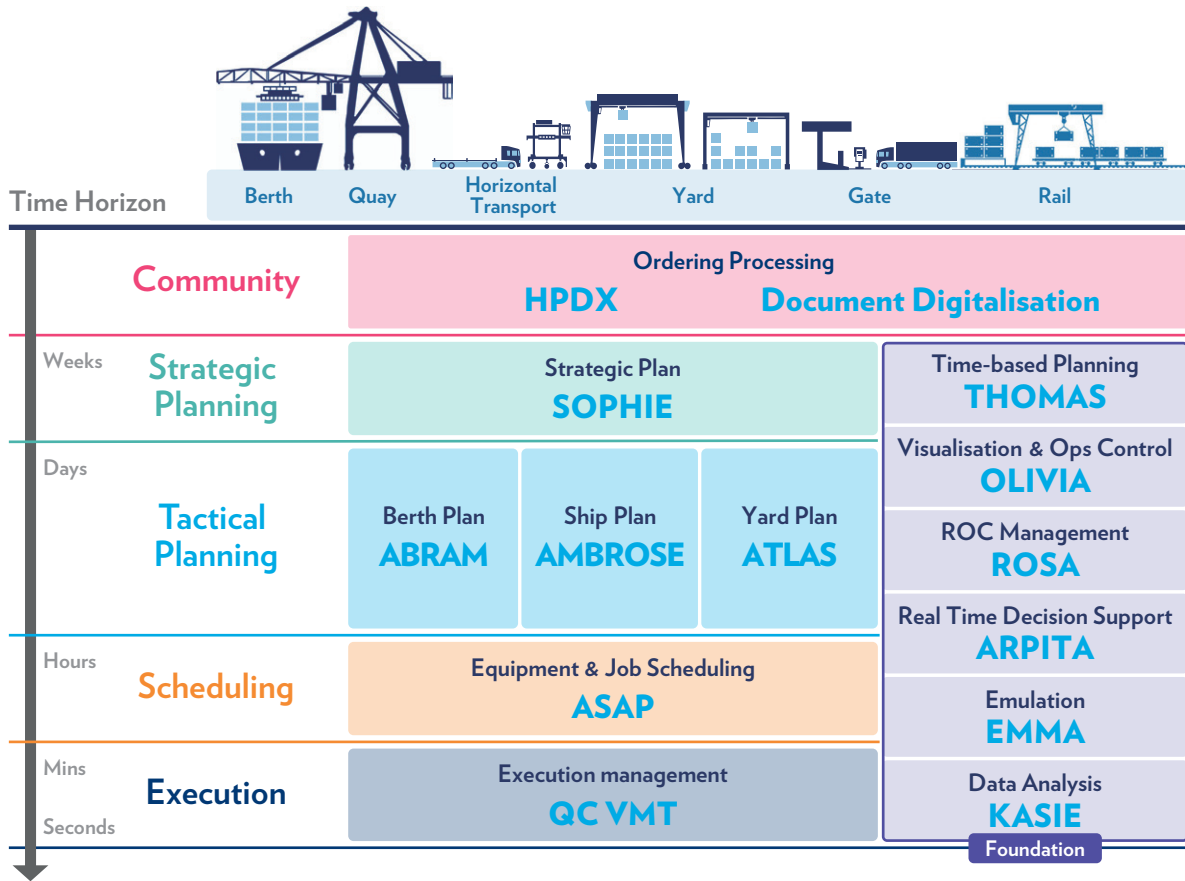 Time Horizon
Berth
Quay
Horizontal
Transport
Yard
Gate
Rail
Community
Ordering Processing
HPDX
Document Digitalisation
Weeks
Strategic
Planning
Strategic Plan
SOPHIE
Days
Tactical
Planning
Berth Plan
ABRAM
Ship Plan
AMBROSE
Yard Plan
ATLAS
Hours
Scheduling
Equipment & Job Scheduling
ASAP
Mins
Execution
Seconds
Execution management
QC VMT
Time-based Planning
THOMAS
Visualisation & Ops Control
OLIVIA
ROC Management
ROSA
Real Time Decision Support
ARPITA
Emulation
EMMA
Data Analysis
KASIE
Foundation